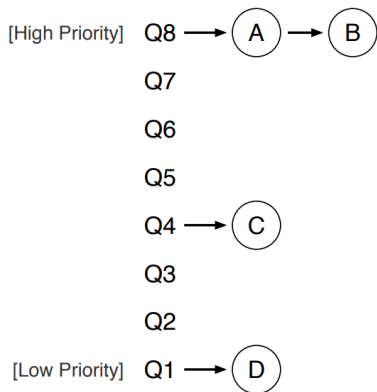 [High Priority] Q8 A B
Q7
Q6
Q5
Q4 C
Q3
Q2
[Low Priority] Q1 D